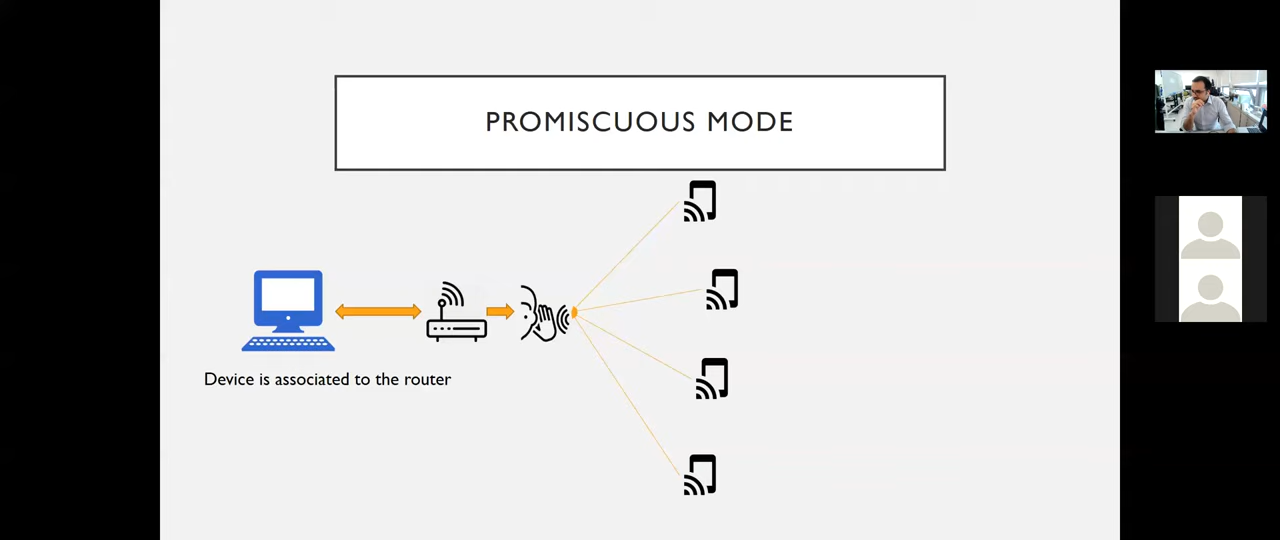 PROMISCUOUS MODE
Device is associated to the router